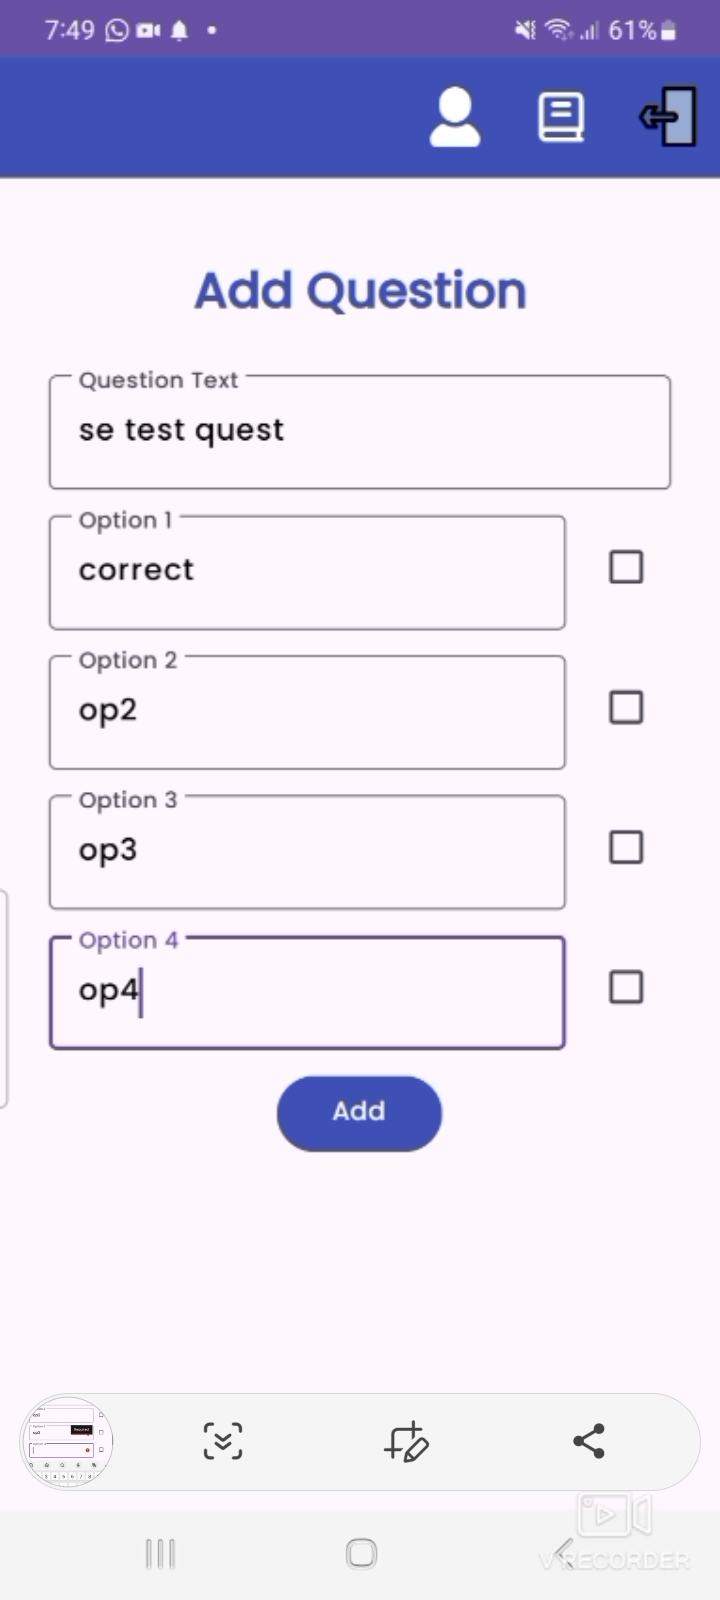 7:49 61%
Add Question
Question Text
se test quest
Option 1
correct
Option 2
op2
Option 3
op3
Option 4
op4
Add
V RECORDER